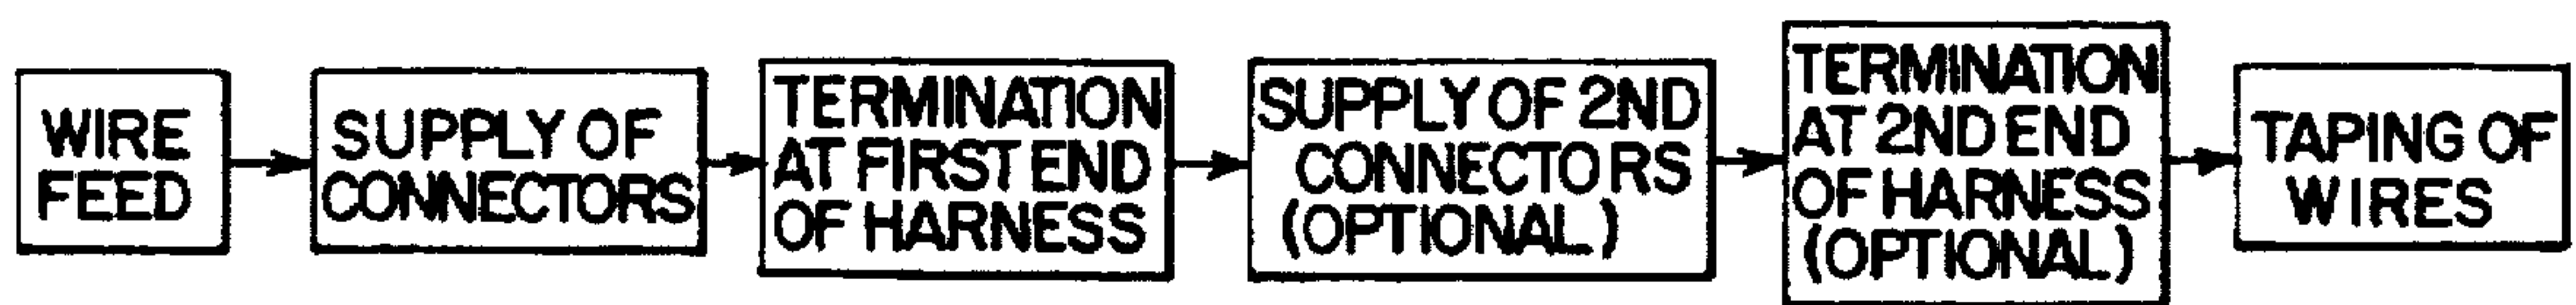 WIRE
FEED
SUPPLY OF
CONNECTORS
TERMINATION
AT FIRST END
OF HARNESS
SUPPLY OF 2ND
CONNECTORS
(OPTIONAL)
TERMINATION
AT 2ND END
OF HARNESS
(OPTIONAL)
TAPING OF
WIRES